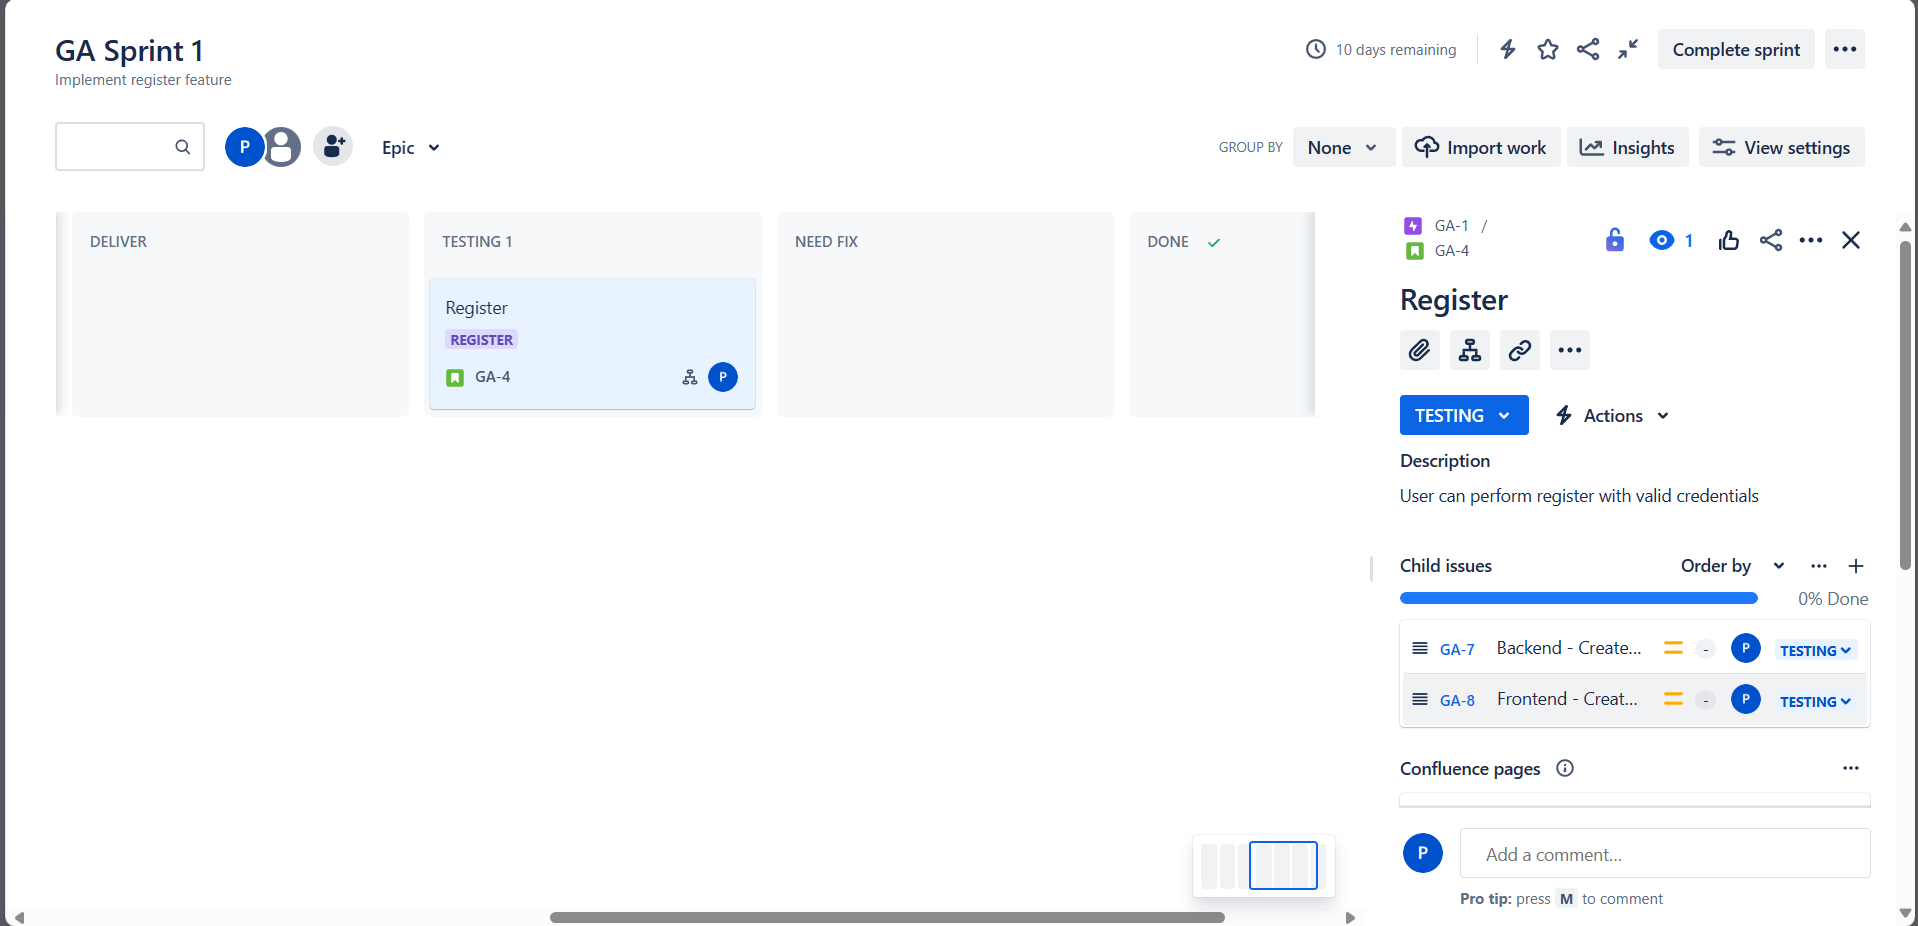 GA Sprint 1
Implement register feature
10 days remaining
Complete sprint
P
Epic
GROUP BY
None
Import work
Insights
View settings
DELIVER
TESTING 1
NEED FIX
DONE
Register
REGISTER
GA-4
P
GA-1 /
GA-4
1
Register
TESTING
Actions
Description
User can perform register with valid credentials
Child issues
Order by
0% Done
GA-7 Backend - Create... - P TESTING
GA-8 Frontend - Creat... - P TESTING
Confluence pages
P
Add a comment...
Pro tip: press M to comment